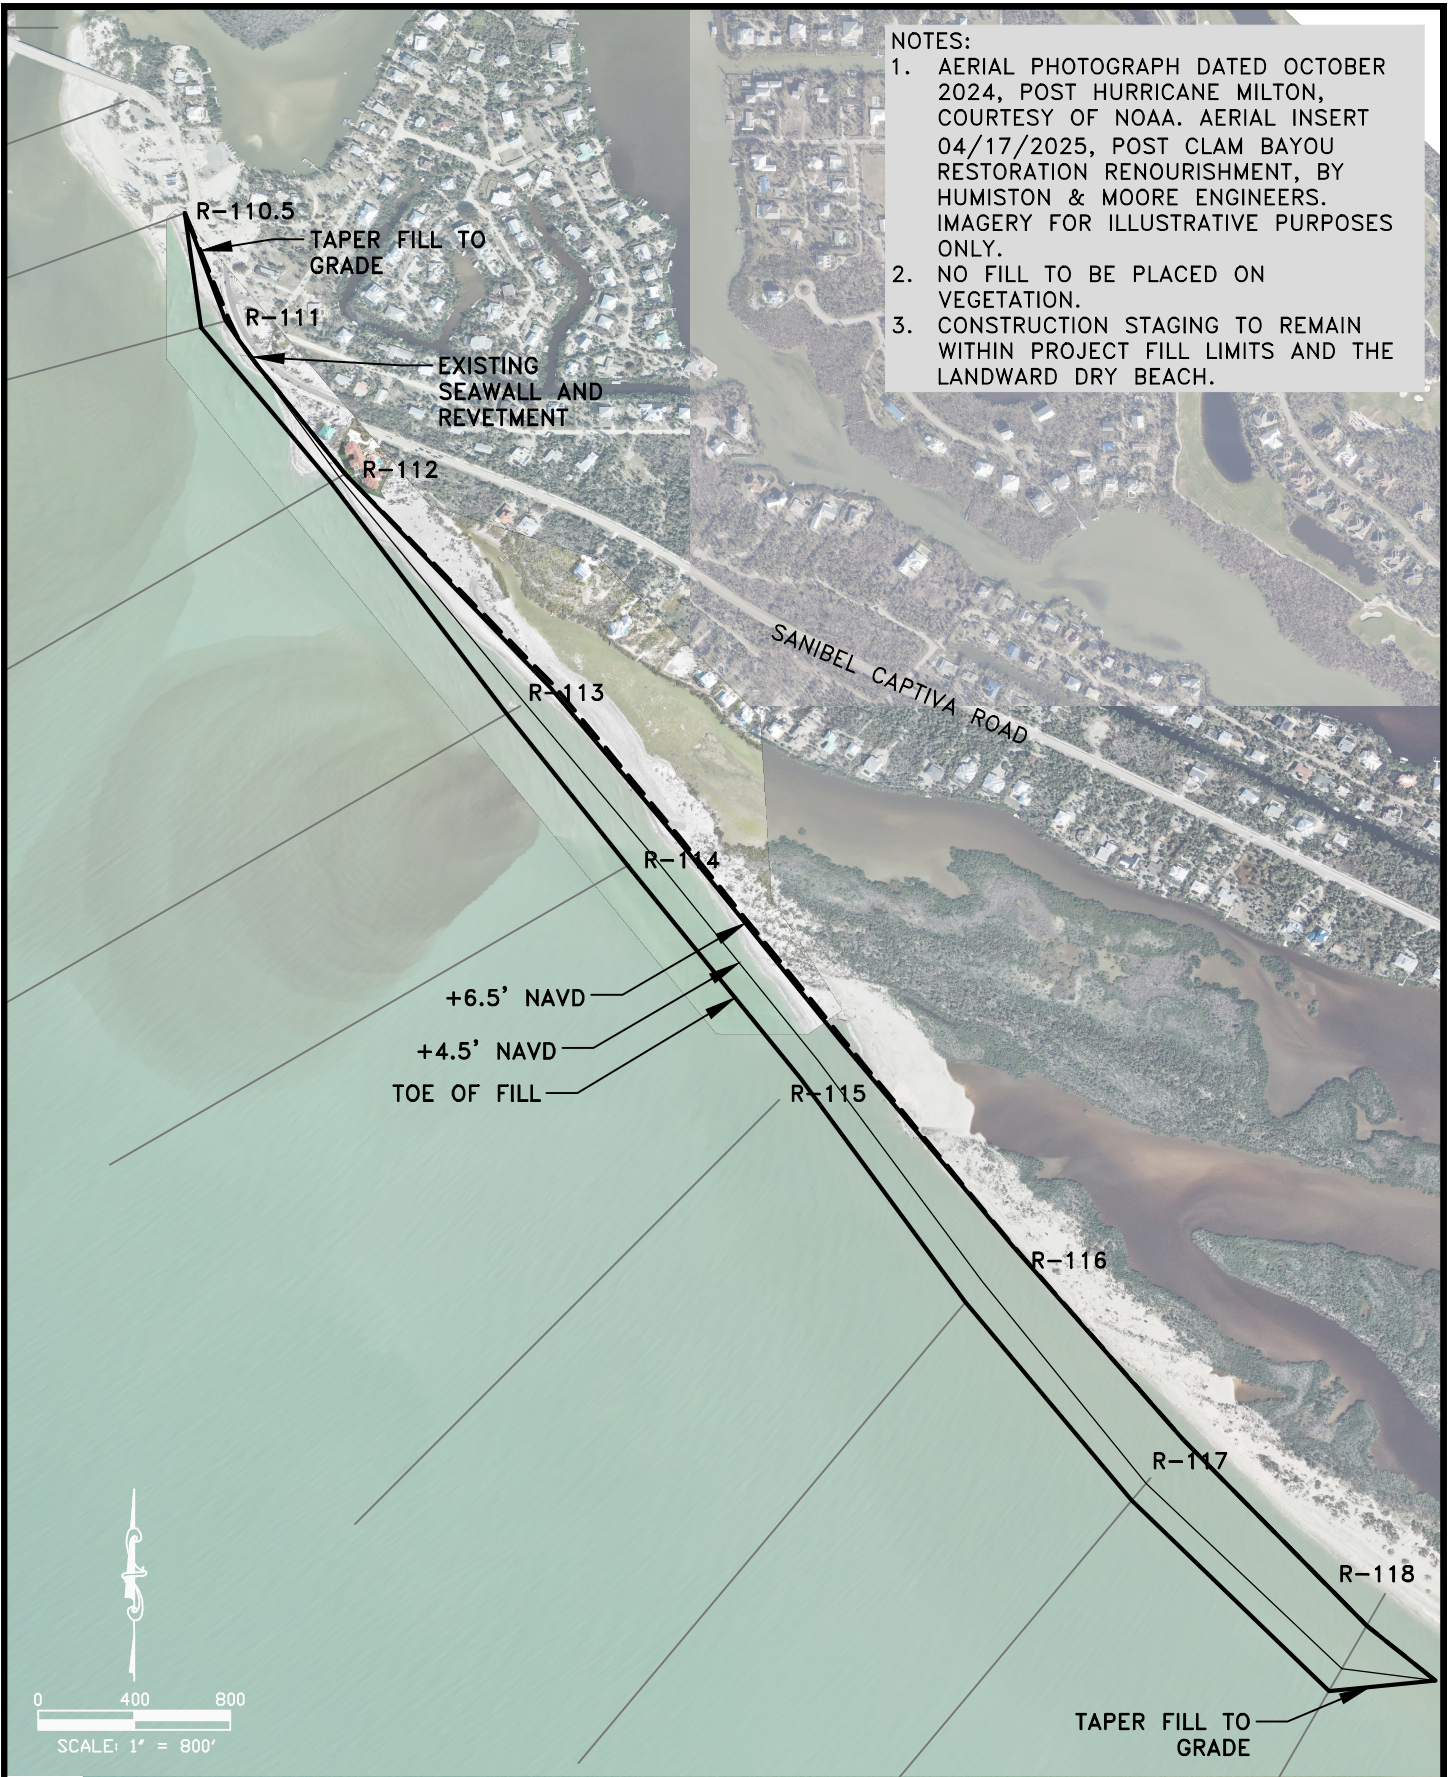 NOTES:
1. AERIAL PHOTOGRAPH DATED OCTOBER
2024, POST HURRICANE MILTON,
COURTESY OF NOAA. AERIAL INSERT
04/17/2025, POST CLAM BAYOU
RESTORATION RENOURISHMENT, BY
HUMISTON & MOORE ENGINEERS.
IMAGERY FOR ILLUSTRATIVE PURPOSES
ONLY.
2. NO FILL TO BE PLACED ON
VEGETATION.
3. CONSTRUCTION STAGING TO REMAIN
WITHIN PROJECT FILL LIMITS AND THE
LANDWARD DRY BEACH.
R-110.5
TAPER FILL TO
GRADE
R-111
EXISTING
SEAWALL AND
REVETMENT
R-112
SANIBEL CAPTIVA ROAD
R-113
R-114
+6.5' NAVD
+4.5' NAVD
TOE OF FILL
R-115
R-116
R-117
R-118
TAPER FILL TO
GRADE
0 400 800
SCALE: 1" = 800'